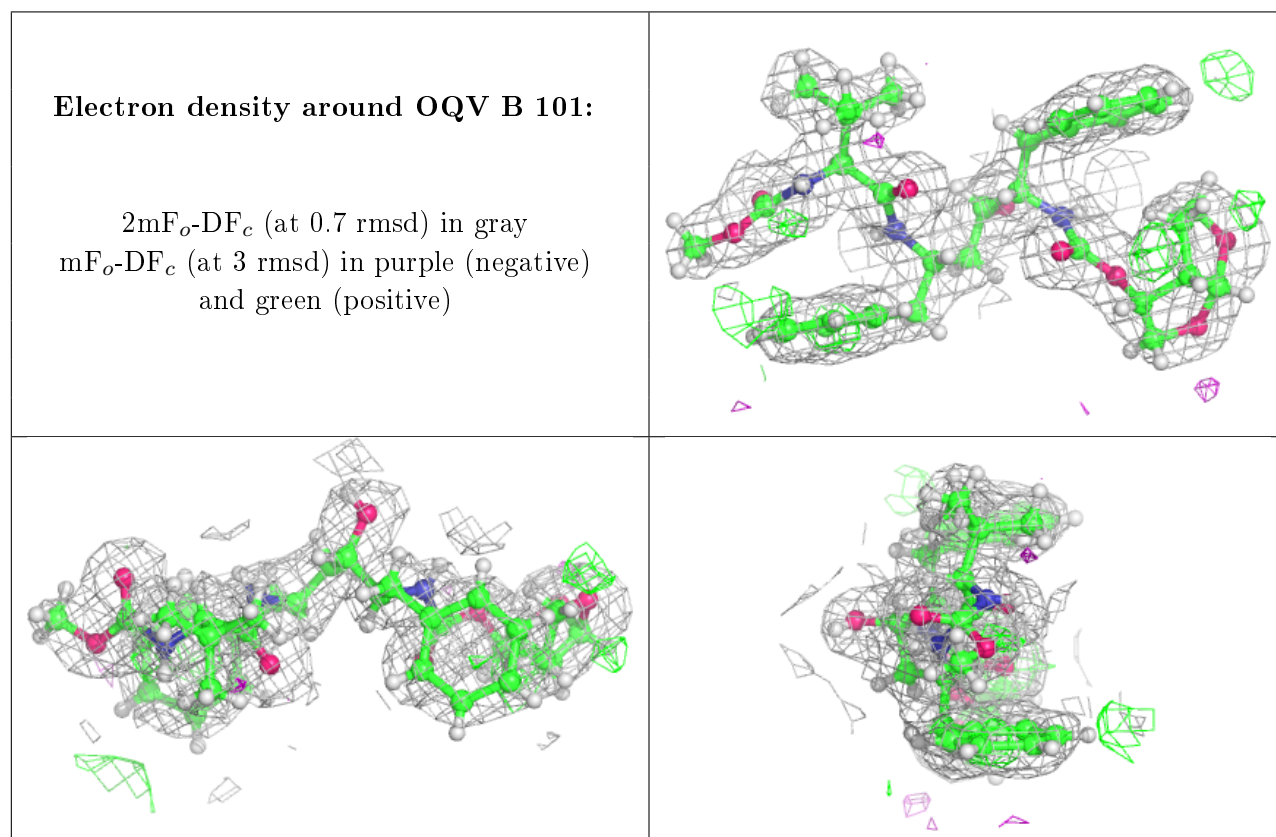 Electron density around OQV B 101:
2mFo-DFc (at 0.7 rmsd) in gray
mFo-DFc (at 3 rmsd) in purple (negative)
and green (positive)